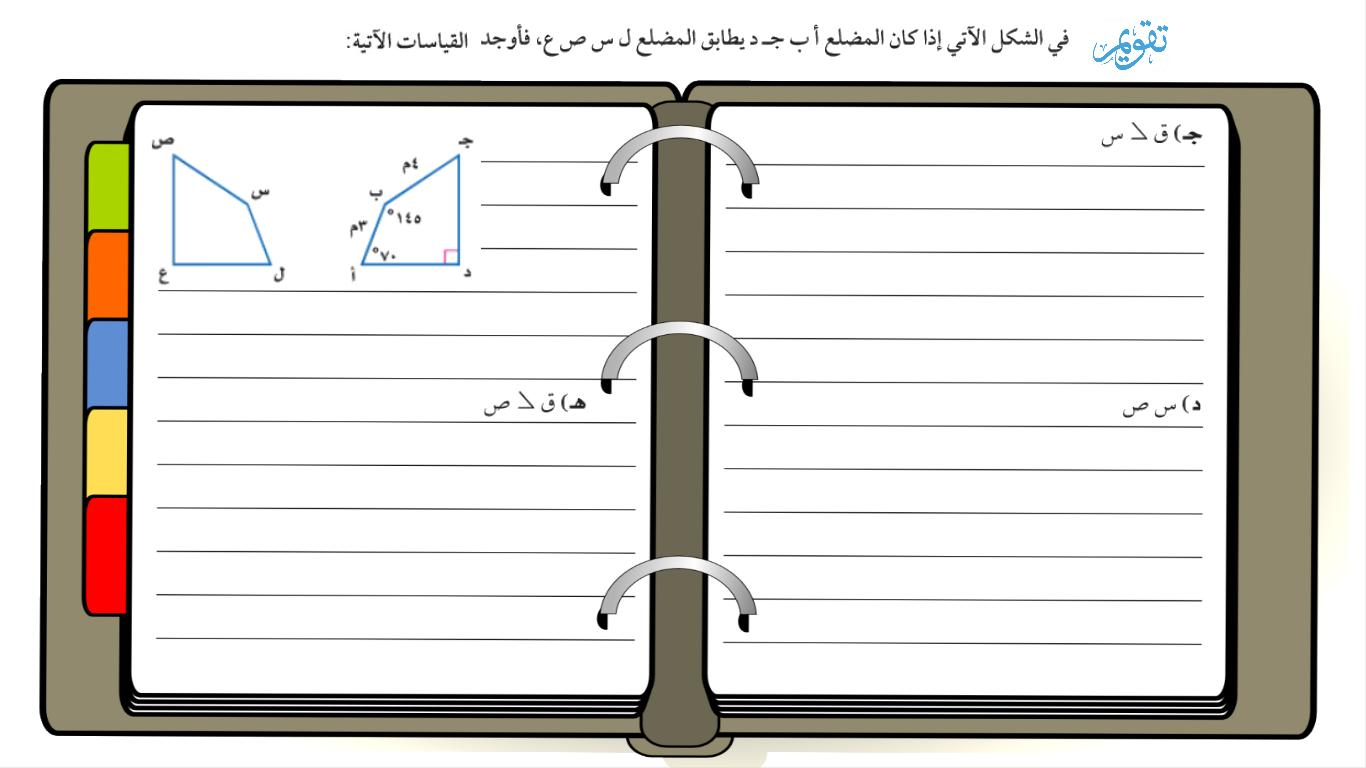 تقويم
في الشكل الآتي إذا كان المضلع أ ب جـ د يطابق المضلع ل س ص ع، فأوجد القياسات الآتية:
جـ) ق ∠ س
د) س ص
جـ
٤م
ب
١٤٥°
٣م
٧٠°
أ
د
ص
س
ع
ل
هـ) ق ∠ ص